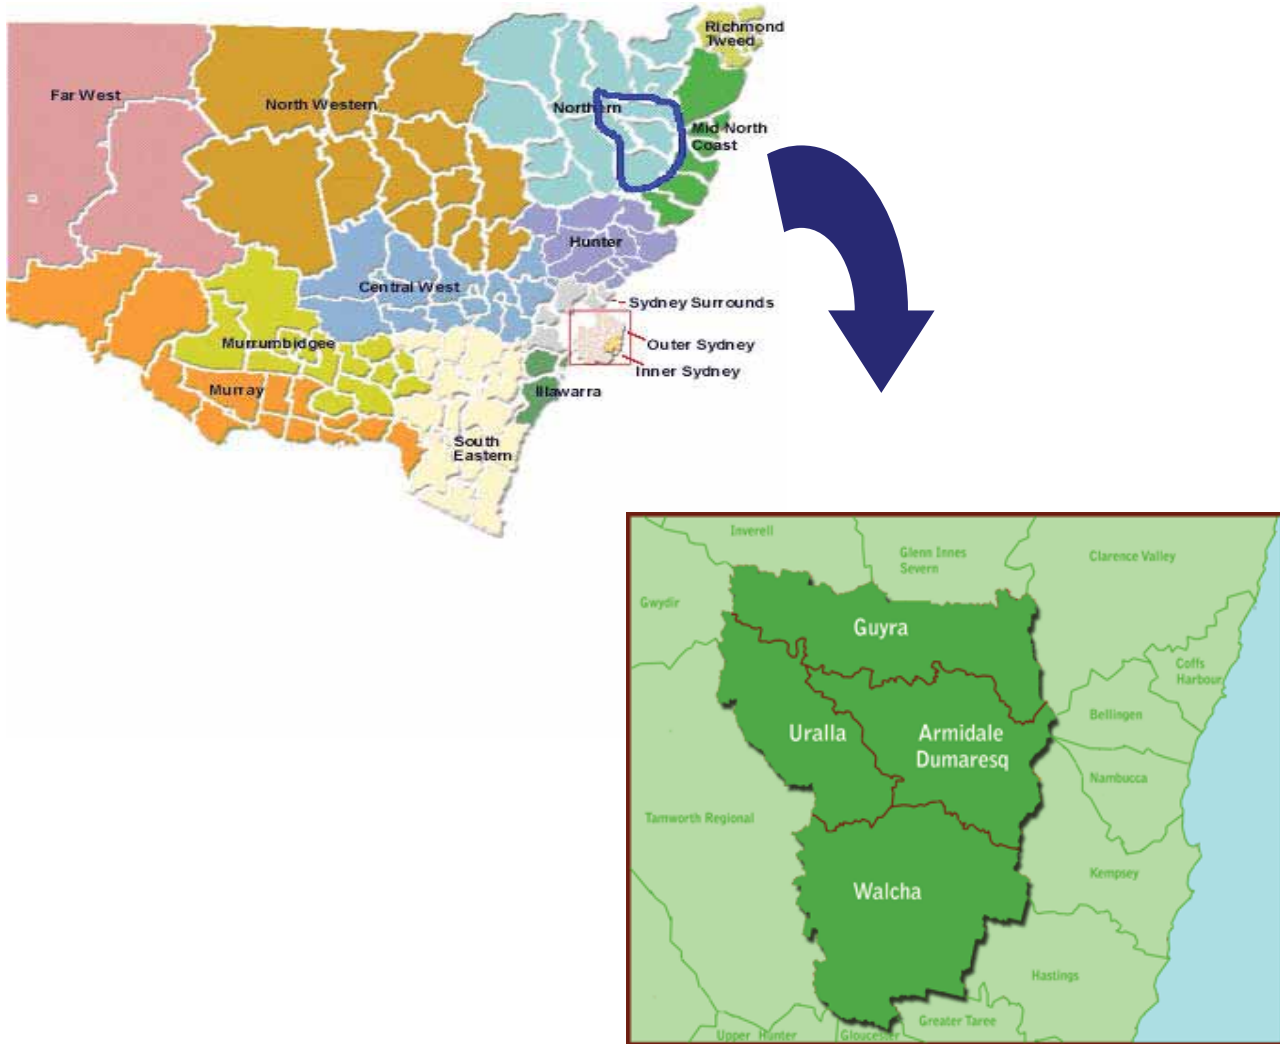 Richmond
Tweed
Far West
North Western
Northern
Mid North
Coast
Hunter
Central West
Sydney Surrounds
Outer Sydney
Inner Sydney
Murrumbidgee
Murray
Illawarra
South
Eastern
Inverell
Glenn Innes
Severn
Clarence Valley
Gwydir
Guyra
Coffs
Harbour
Bellingen
Uralla
Armidale
Dumaresq
Nambucca
Tamworth Regional
Kempsey
Walcha
Hastings
Greater Taree
Upper Hunter
Gloucester